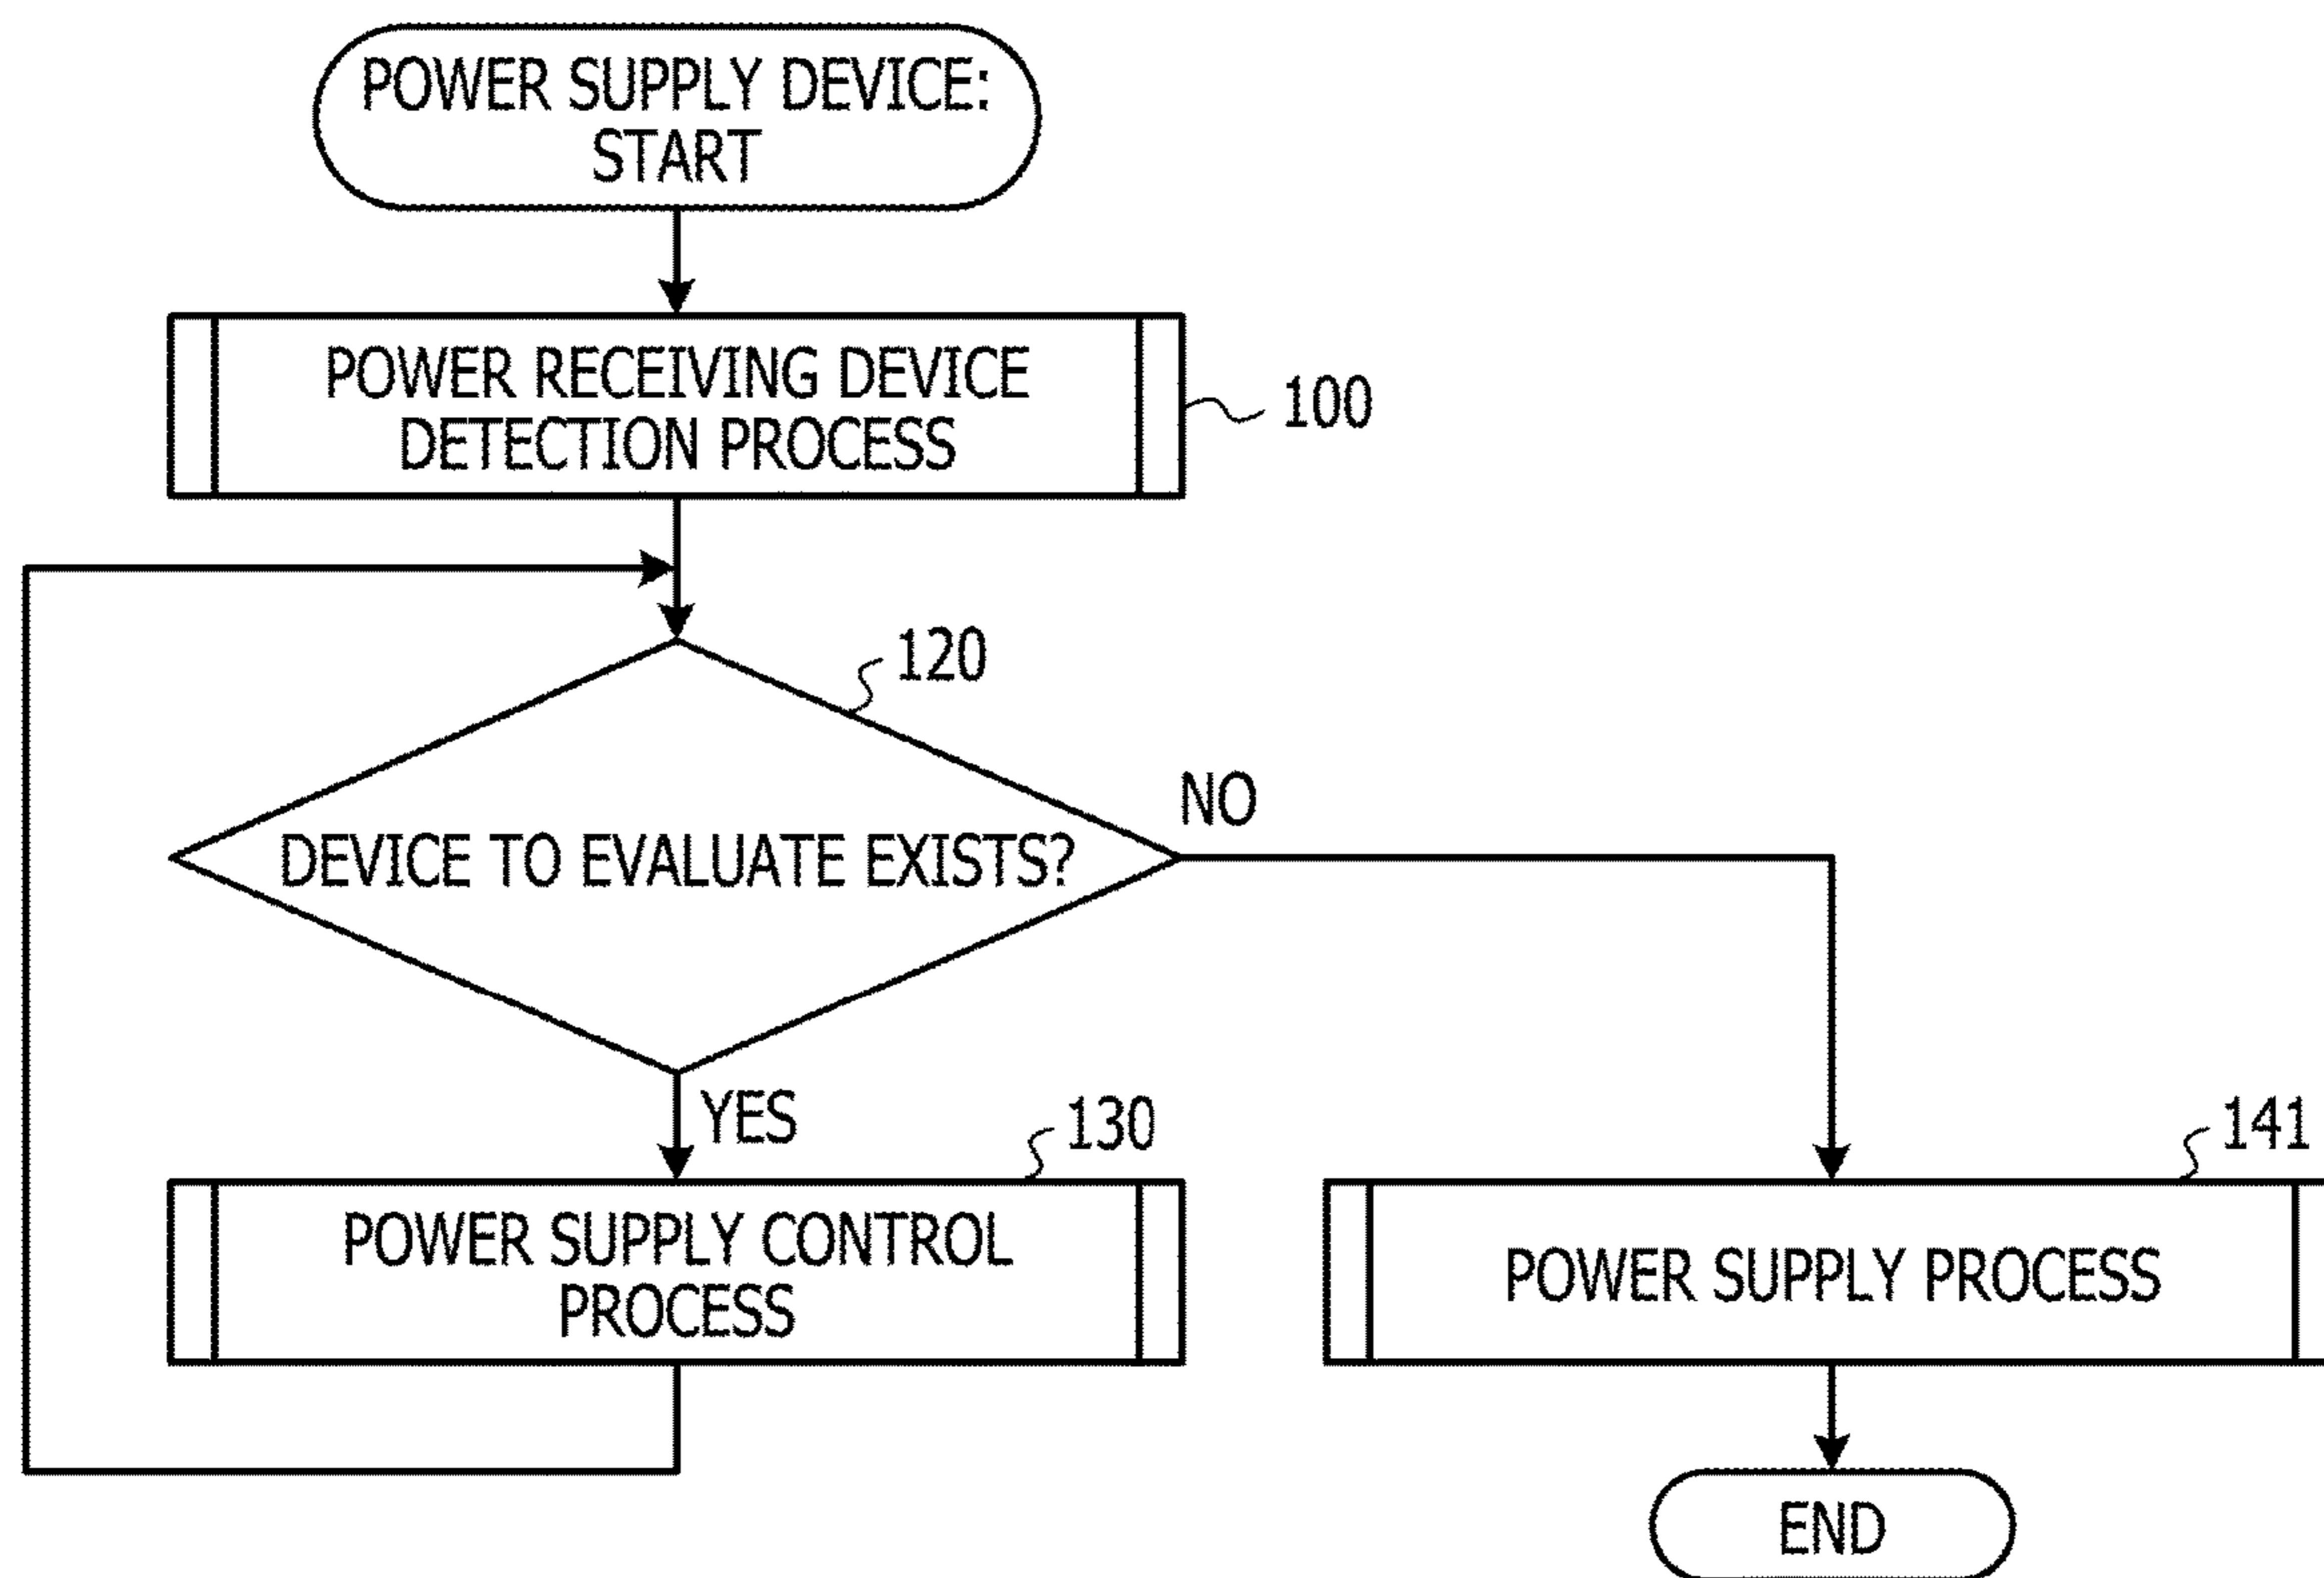 POWER SUPPLY DEVICE:
START
POWER RECEIVING DEVICE
DETECTION PROCESS
100
120
DEVICE TO EVALUATE EXISTS?
NO
YES
130
POWER SUPPLY CONTROL
PROCESS
141
POWER SUPPLY PROCESS
END